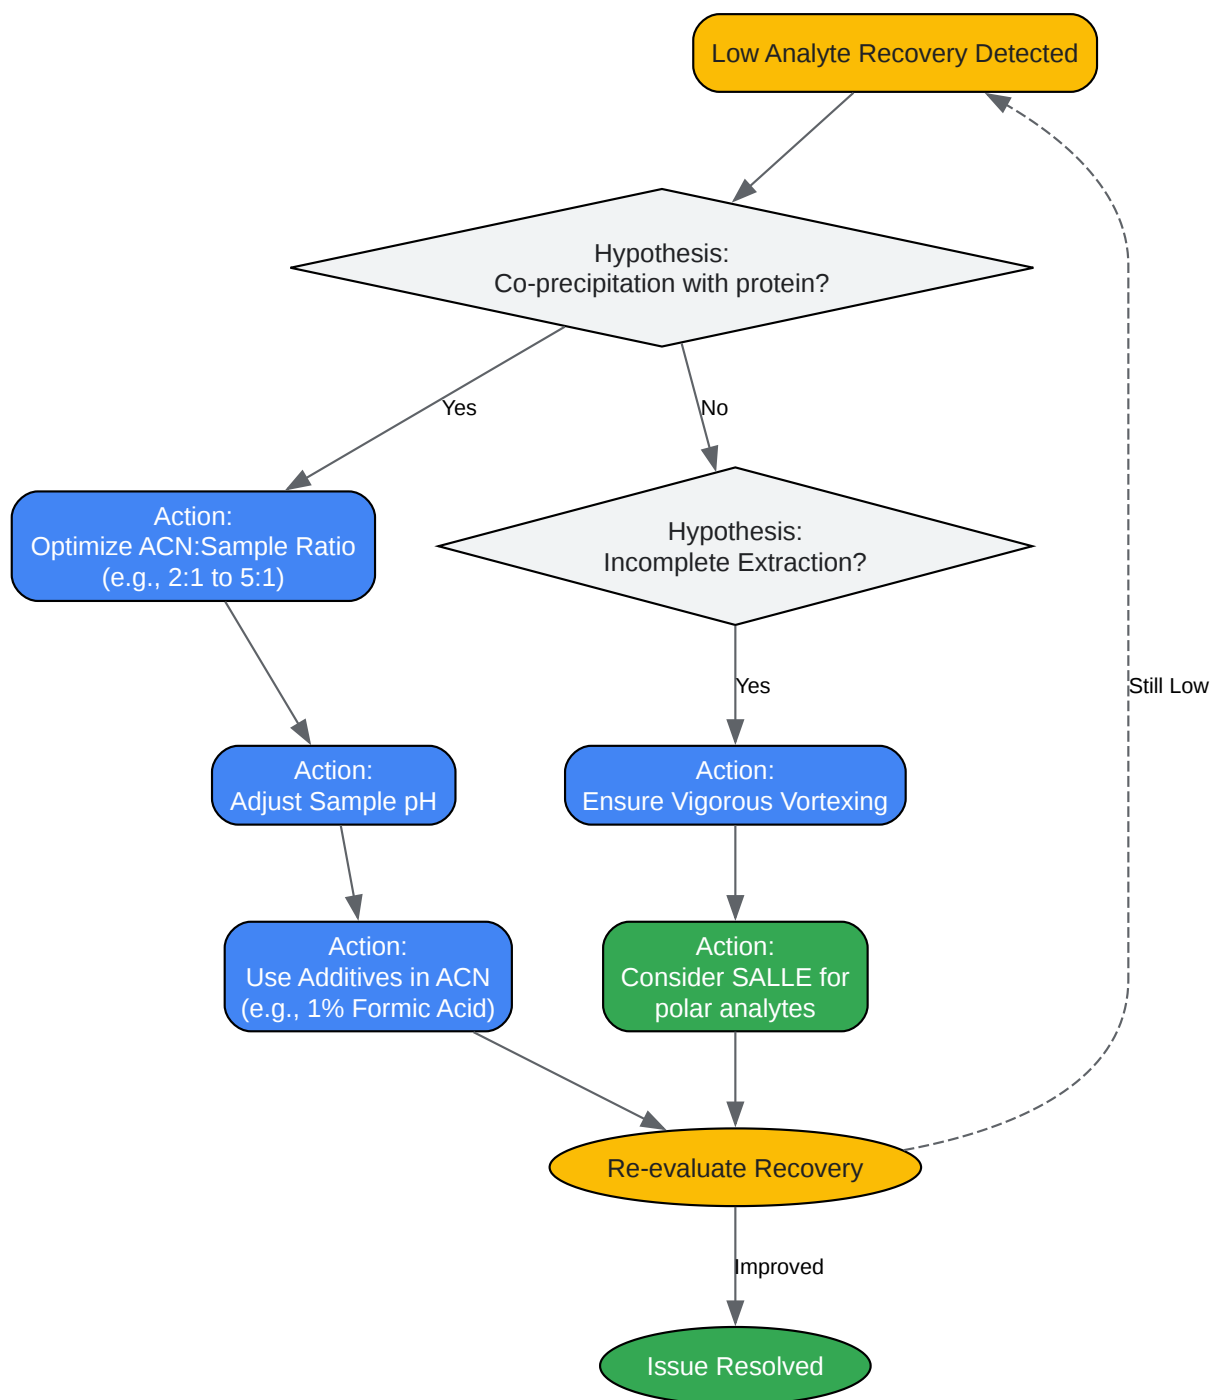 Low Analyte Recovery Detected
Hypothesis:
Co-precipitation with protein?
Yes
No
Action:
Optimize ACN:Sample Ratio
(e.g., 2:1 to 5:1)
Hypothesis:
Incomplete Extraction?
Yes
Still Low
Action:
Adjust Sample pH
Action:
Ensure Vigorous Vortexing
Action:
Use Additives in ACN
(e.g., 1% Formic Acid)
Action:
Consider SALLE for
polar analytes
Re-evaluate Recovery
Improved
Issue Resolved